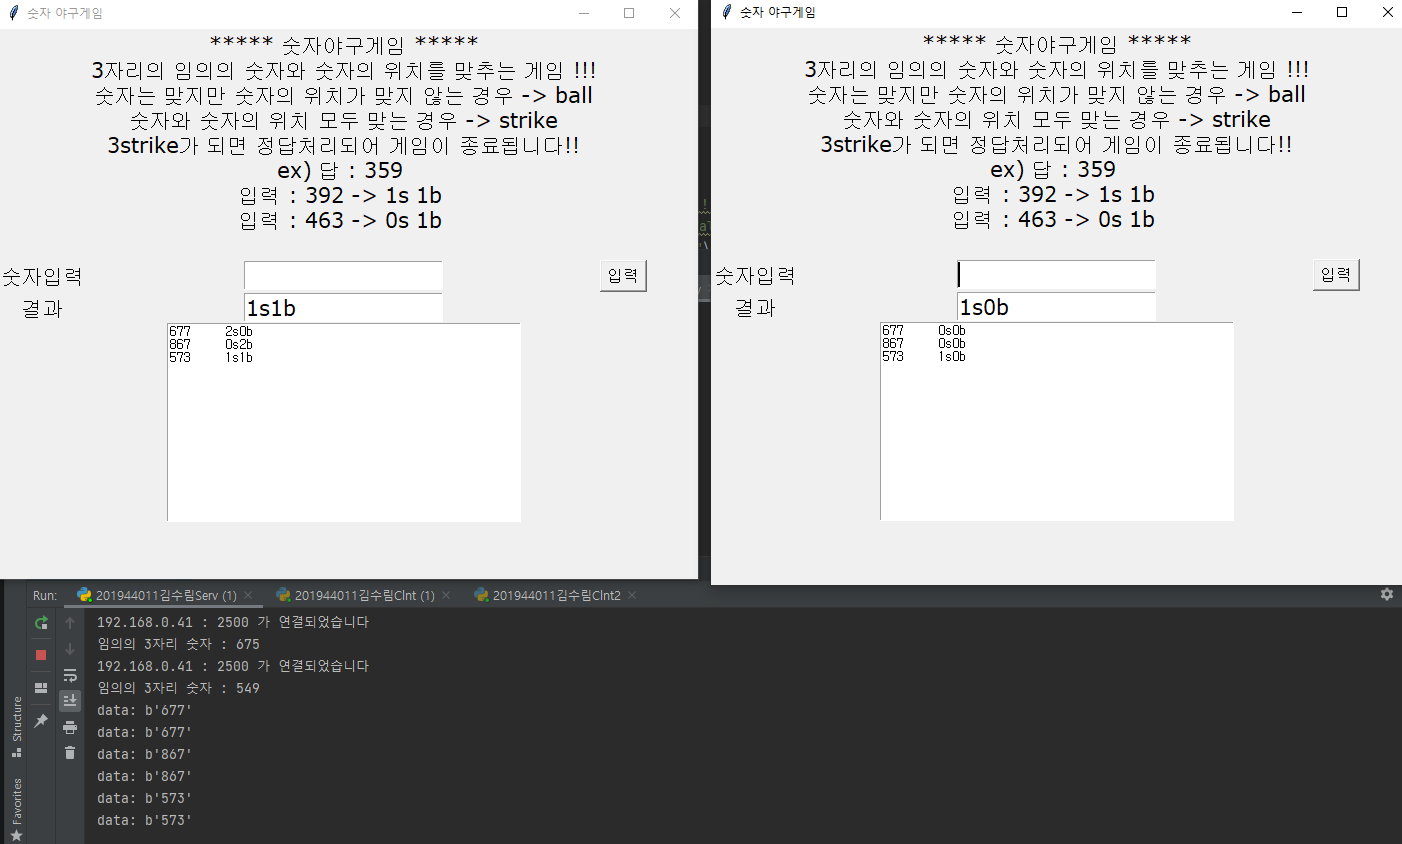 숫자 야구게임
***** 숫자야구게임 *****
3자리의 임의의 숫자와 숫자의 위치를 맞추는 게임 !!!
숫자는 맞지만 숫자의 위치가 맞지 않는 경우 -> ball
숫자와 숫자의 위치 모두 맞는 경우 -> strike
3strike가 되면 정답처리되어 게임이 종료됩니다!!
ex) 답 : 359
입력 : 392 -> 1s 1b
입력 : 463 -> 0s 1b
숫자입력
입력
결과 1s1b
677 2s0b
867 0s2b
573 1s1b
숫자 야구게임
***** 숫자야구게임 *****
3자리의 임의의 숫자와 숫자의 위치를 맞추는 게임 !!!
숫자는 맞지만 숫자의 위치가 맞지 않는 경우 -> ball
숫자와 숫자의 위치 모두 맞는 경우 -> strike
3strike가 되면 정답처리되어 게임이 종료됩니다!!
ex) 답 : 359
입력 : 392 -> 1s 1b
입력 : 463 -> 0s 1b
숫자입력
입력
결과 1s0b
677 0s0b
867 0s0b
573 1s0b
Run: 201944011김수림Serv (1) 201944011김수림Clnt (1) 201944011김수림Clnt2
192.168.0.41 : 2500 가 연결되었습니다
임의의 3자리 숫자 : 675
192.168.0.41 : 2500 가 연결되었습니다
임의의 3자리 숫자 : 549
data: b'677'
data: b'677'
data: b'867'
data: b'867'
data: b'573'
data: b'573'
Structure
Favorites